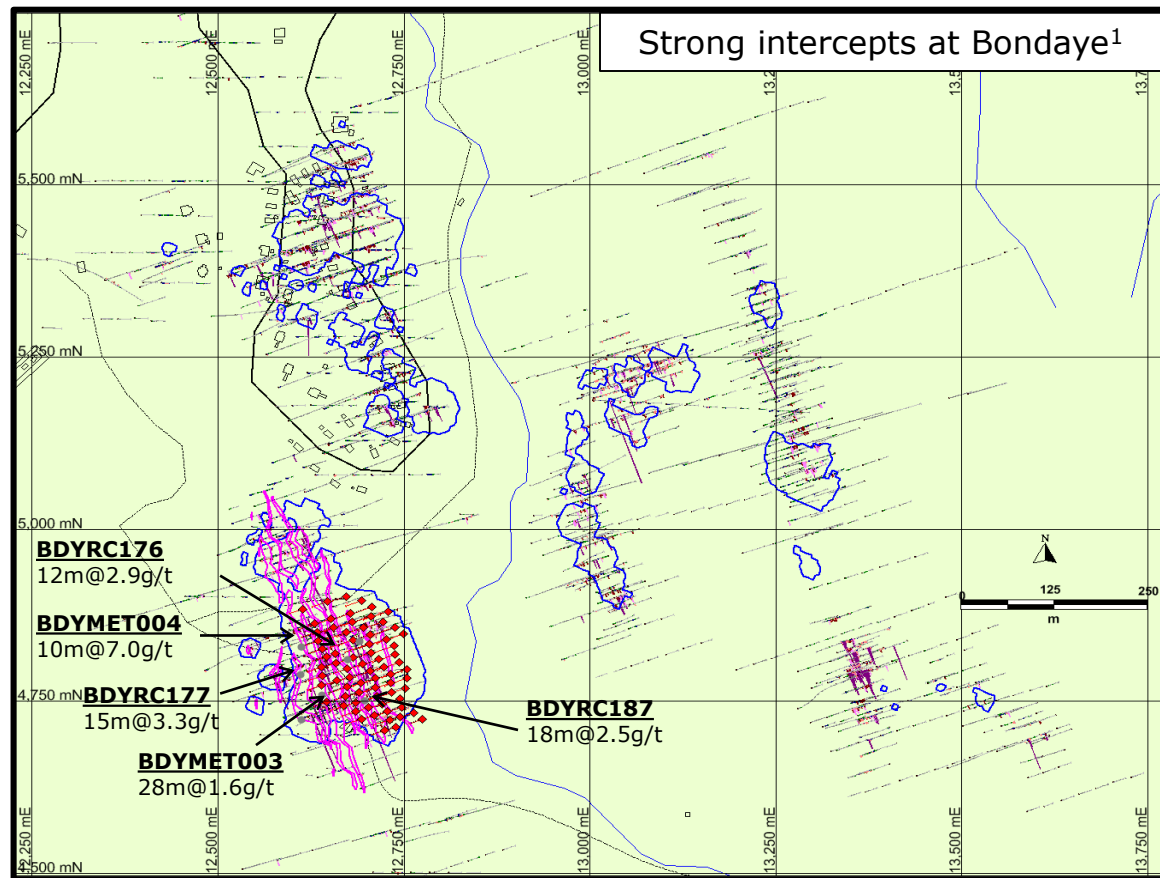 Strong intercepts at Bondaye1
12.250 mE
12.500 mE
12.750 mE
13.000 mE
5.500 mN
5.250 mN
5.000 mN
BDYRC176
12m@2.9g/t
N
125
0
250
m
BDYMET004
10m@7.0g/t
BDYRC177
15m@3.3g/t
4.750 mN
BDYRC187
18m@2.5g/t
BDYMET003
28m@1.6g/t
12.250 mE
12.500 mE
12.750 mE
13.000 mE
13.250 mE
13.500 mE
13.750 mE
4.500 mN